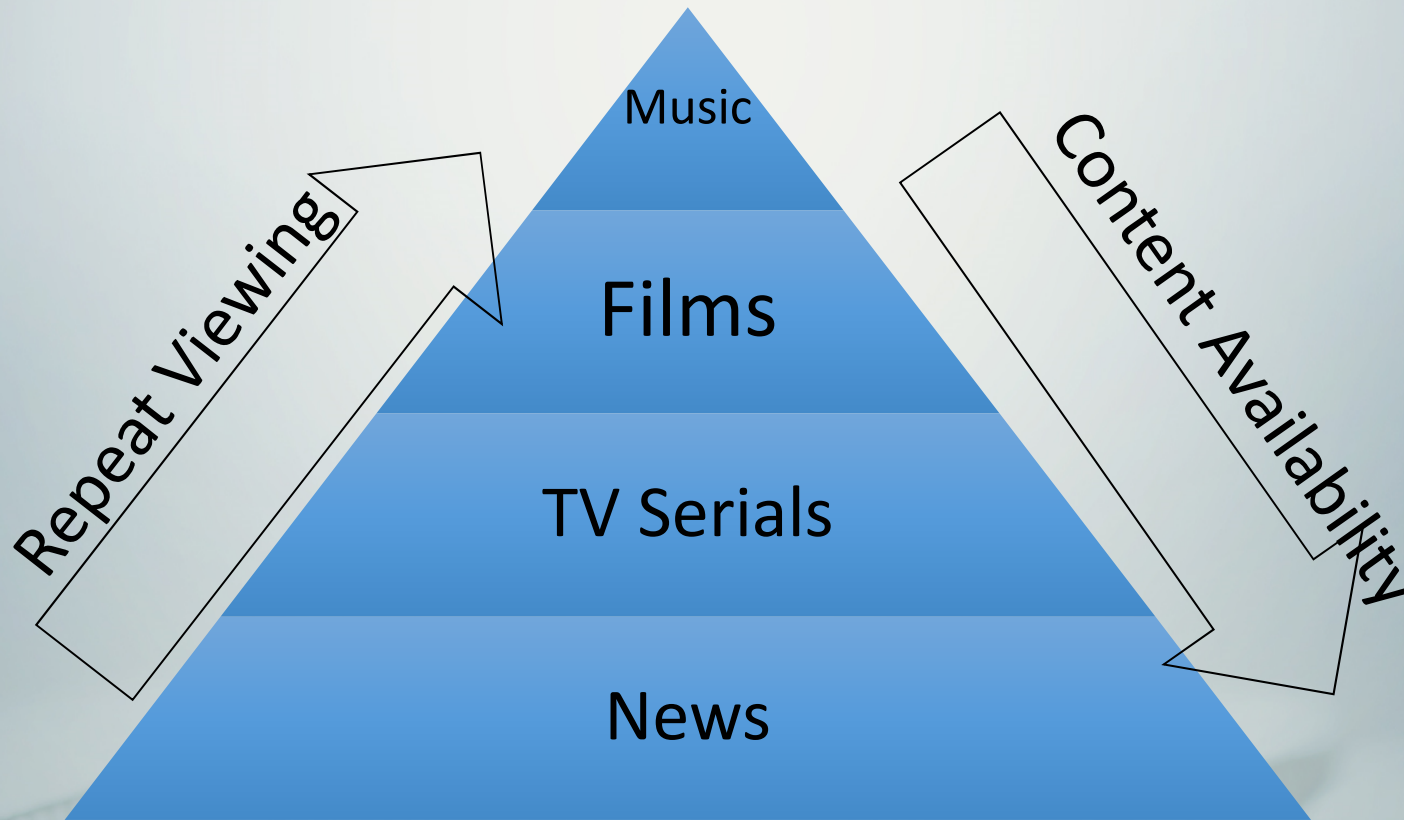 Music
Repeat Viewing
Content Availability
Films
TV Serials
News